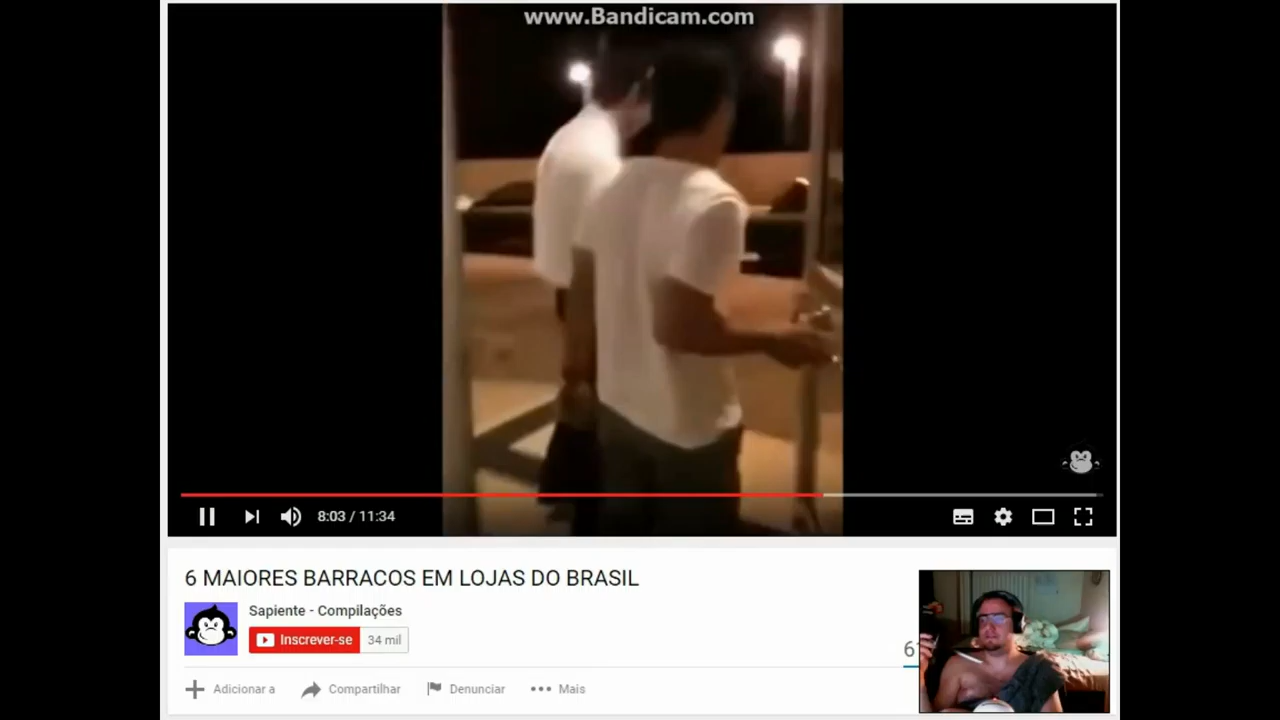 www.Bandicam.com
8:03 / 11:34
6 MAIORES BARRACOS EM LOJAS DO BRASIL
Sapiente - Compilações
Inscrever-se 34 mil
6
Adicionar a Compartilhar Denunciar Mais